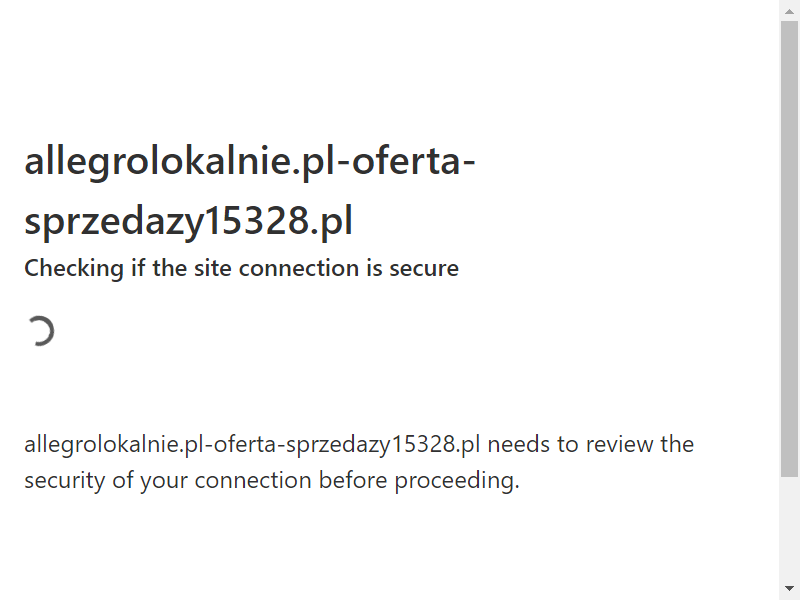 allegrolokalnie.pl-oferta-
sprzedazy15328.pl
Checking if the site connection is secure
allegrolokalnie.pl-oferta-sprzedazy15328.pl needs to review the
security of your connection before proceeding.